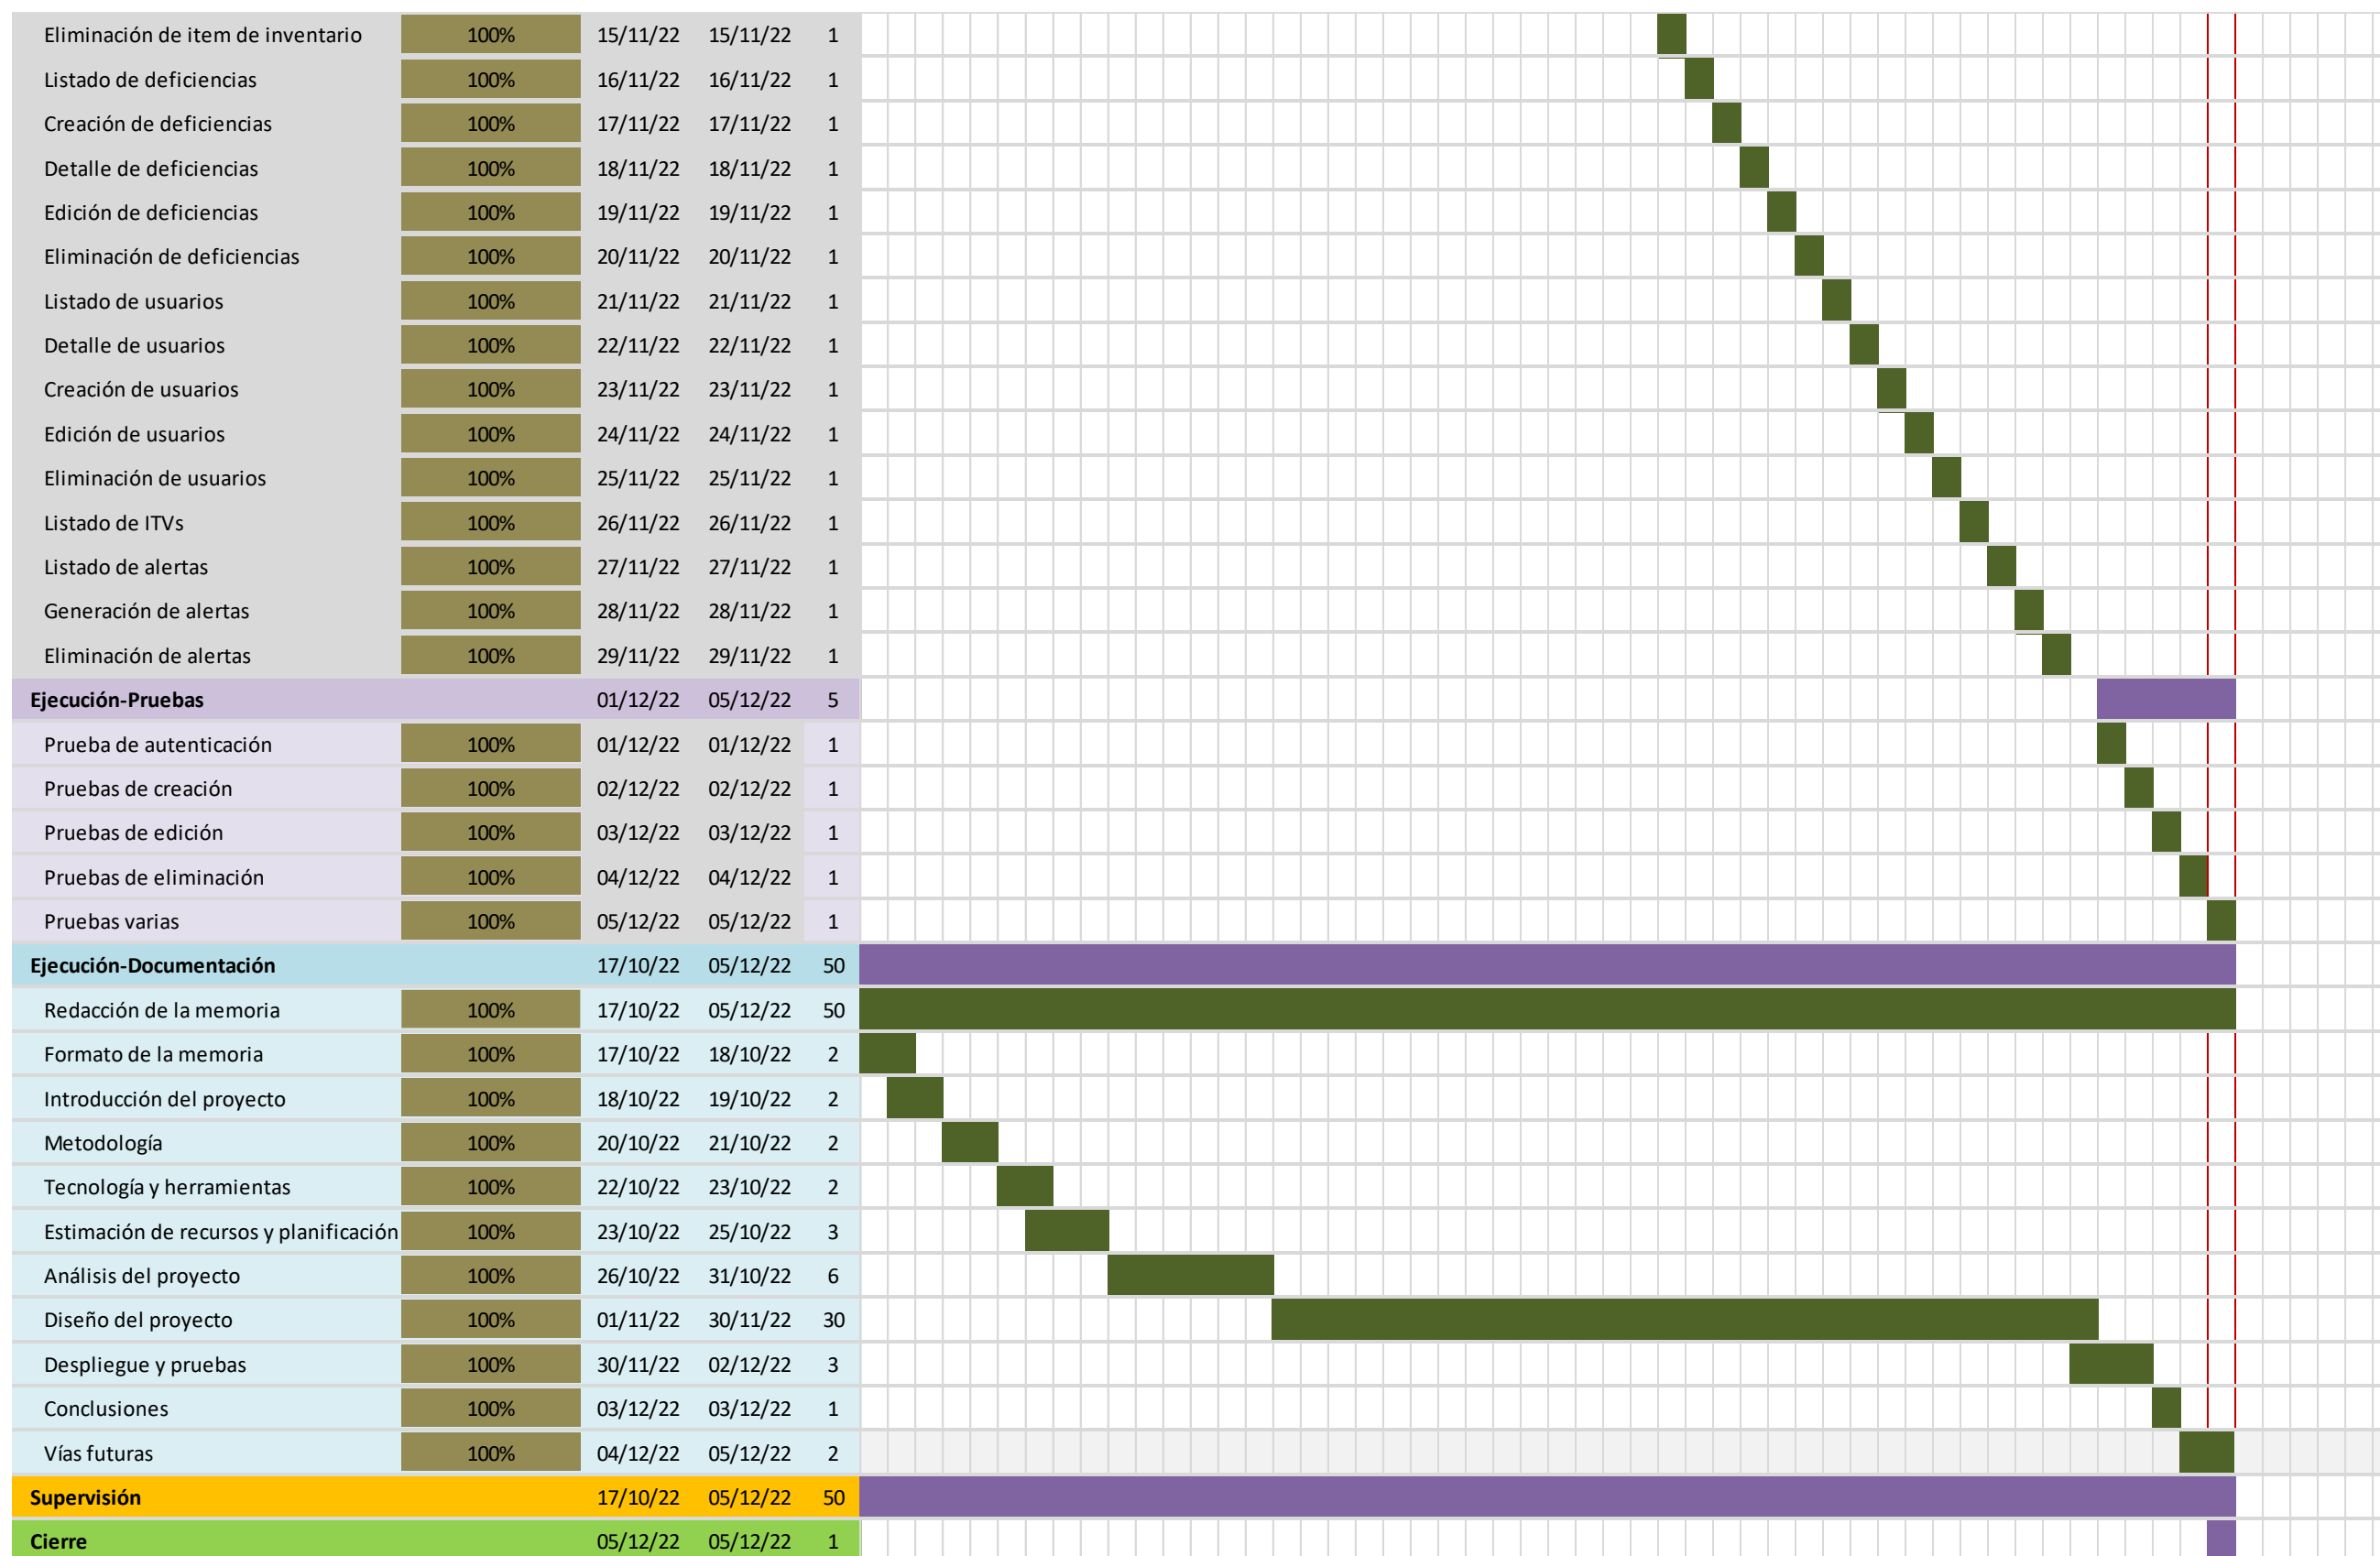 Eliminación de item de inventario 100% 15/11/22 15/11/22 1
Listado de deficiencias 100% 16/11/22 16/11/22 1
Creación de deficiencias 100% 17/11/22 17/11/22 1
Detalle de deficiencias 100% 18/11/22 18/11/22 1
Edición de deficiencias 100% 19/11/22 19/11/22 1
Eliminación de deficiencias 100% 20/11/22 20/11/22 1
Listado de usuarios 100% 21/11/22 21/11/22 1
Detalle de usuarios 100% 22/11/22 22/11/22 1
Creación de usuarios 100% 23/11/22 23/11/22 1
Edición de usuarios 100% 24/11/22 24/11/22 1
Eliminación de usuarios 100% 25/11/22 25/11/22 1
Listado de ITVs 100% 26/11/22 26/11/22 1
Listado de alertas 100% 27/11/22 27/11/22 1
Generación de alertas 100% 28/11/22 28/11/22 1
Eliminación de alertas 100% 29/11/22 29/11/22 1
Ejecución-Pruebas 01/12/22 05/12/22 5
Prueba de autenticación 100% 01/12/22 01/12/22 1
Pruebas de creación 100% 02/12/22 02/12/22 1
Pruebas de edición 100% 03/12/22 03/12/22 1
Pruebas de eliminación 100% 04/12/22 04/12/22 1
Pruebas varias 100% 05/12/22 05/12/22 1
Ejecución-Documentación 17/10/22 05/12/22 50
Redacción de la memoria 100% 17/10/22 05/12/22 50
Formato de la memoria 100% 17/10/22 18/10/22 2
Introducción del proyecto 100% 18/10/22 19/10/22 2
Metodología 100% 20/10/22 21/10/22 2
Tecnología y herramientas 100% 22/10/22 23/10/22 2
Estimación de recursos y planificación 100% 23/10/22 25/10/22 3
Análisis del proyecto 100% 26/10/22 31/10/22 6
Diseño del proyecto 100% 01/11/22 30/11/22 30
Despliegue y pruebas 100% 30/11/22 02/12/22 3
Conclusiones 100% 03/12/22 03/12/22 1
Vías futuras 100% 04/12/22 05/12/22 2
Supervisión 17/10/22 05/12/22 50
Cierre 05/12/22 05/12/22 1